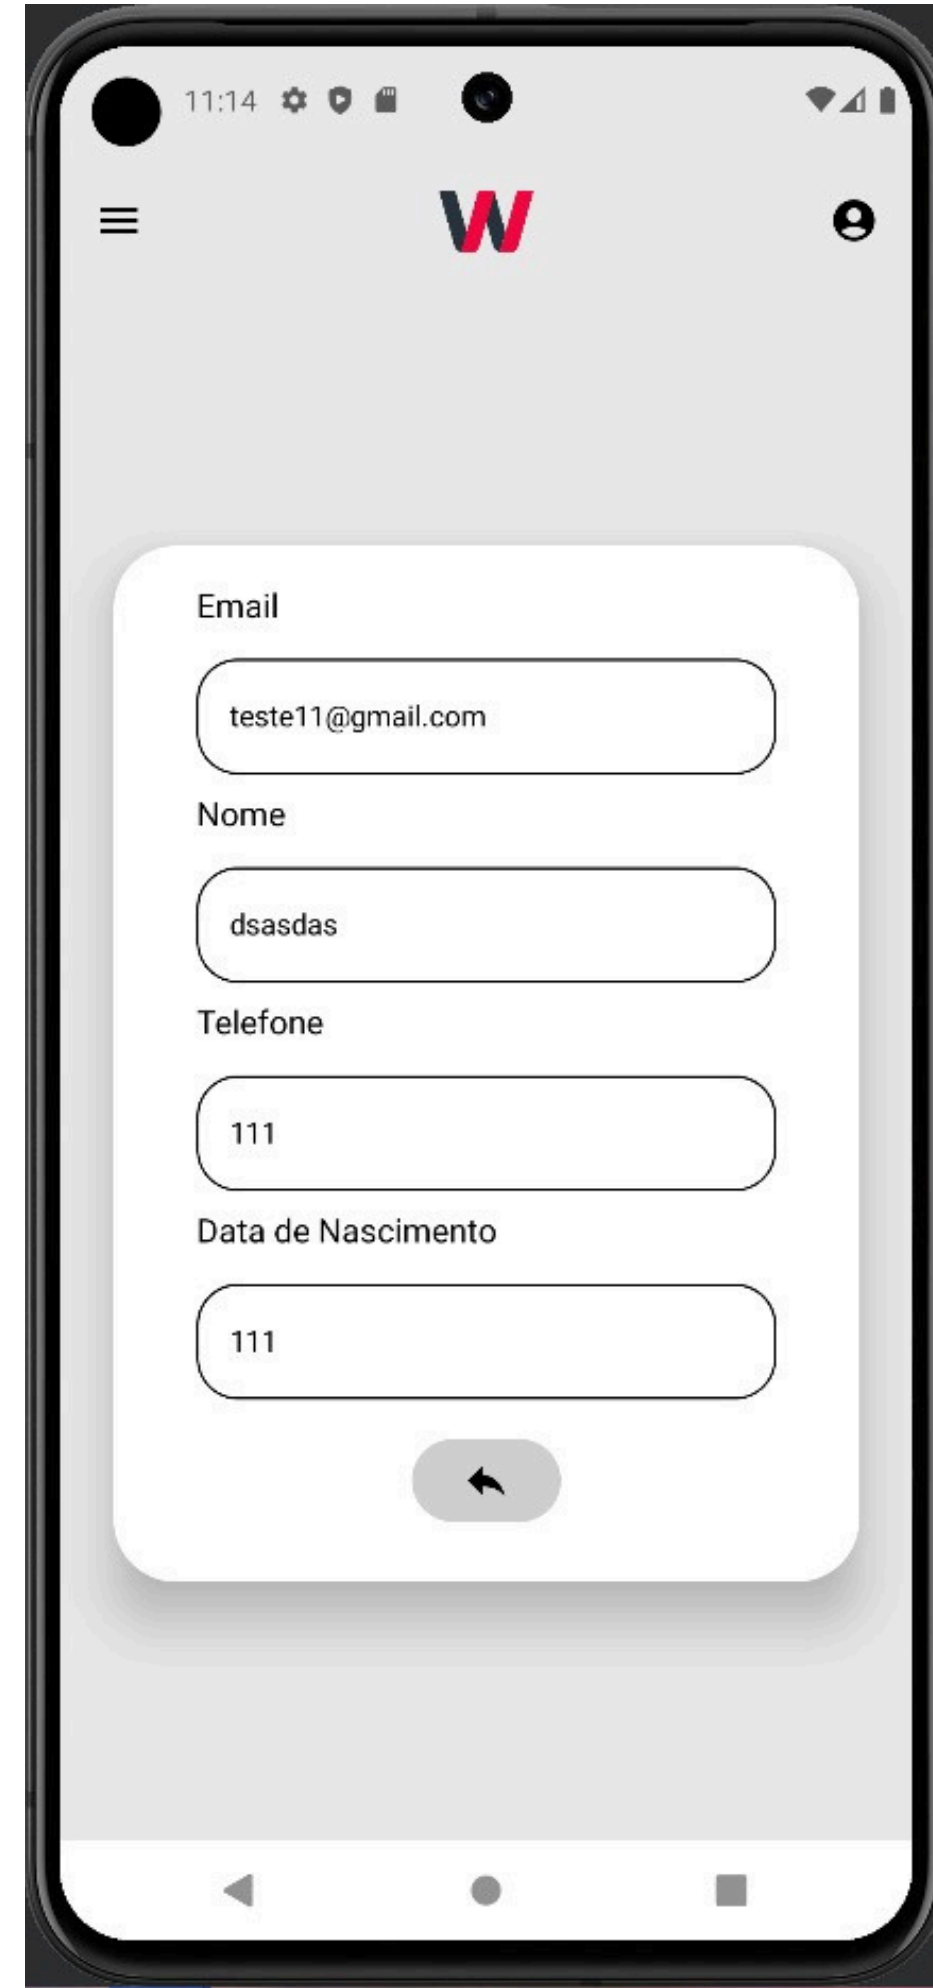 11:14
W
Email
teste11@gmail.com
Nome
dsasdas
Telefone
111
Data de Nascimento
111